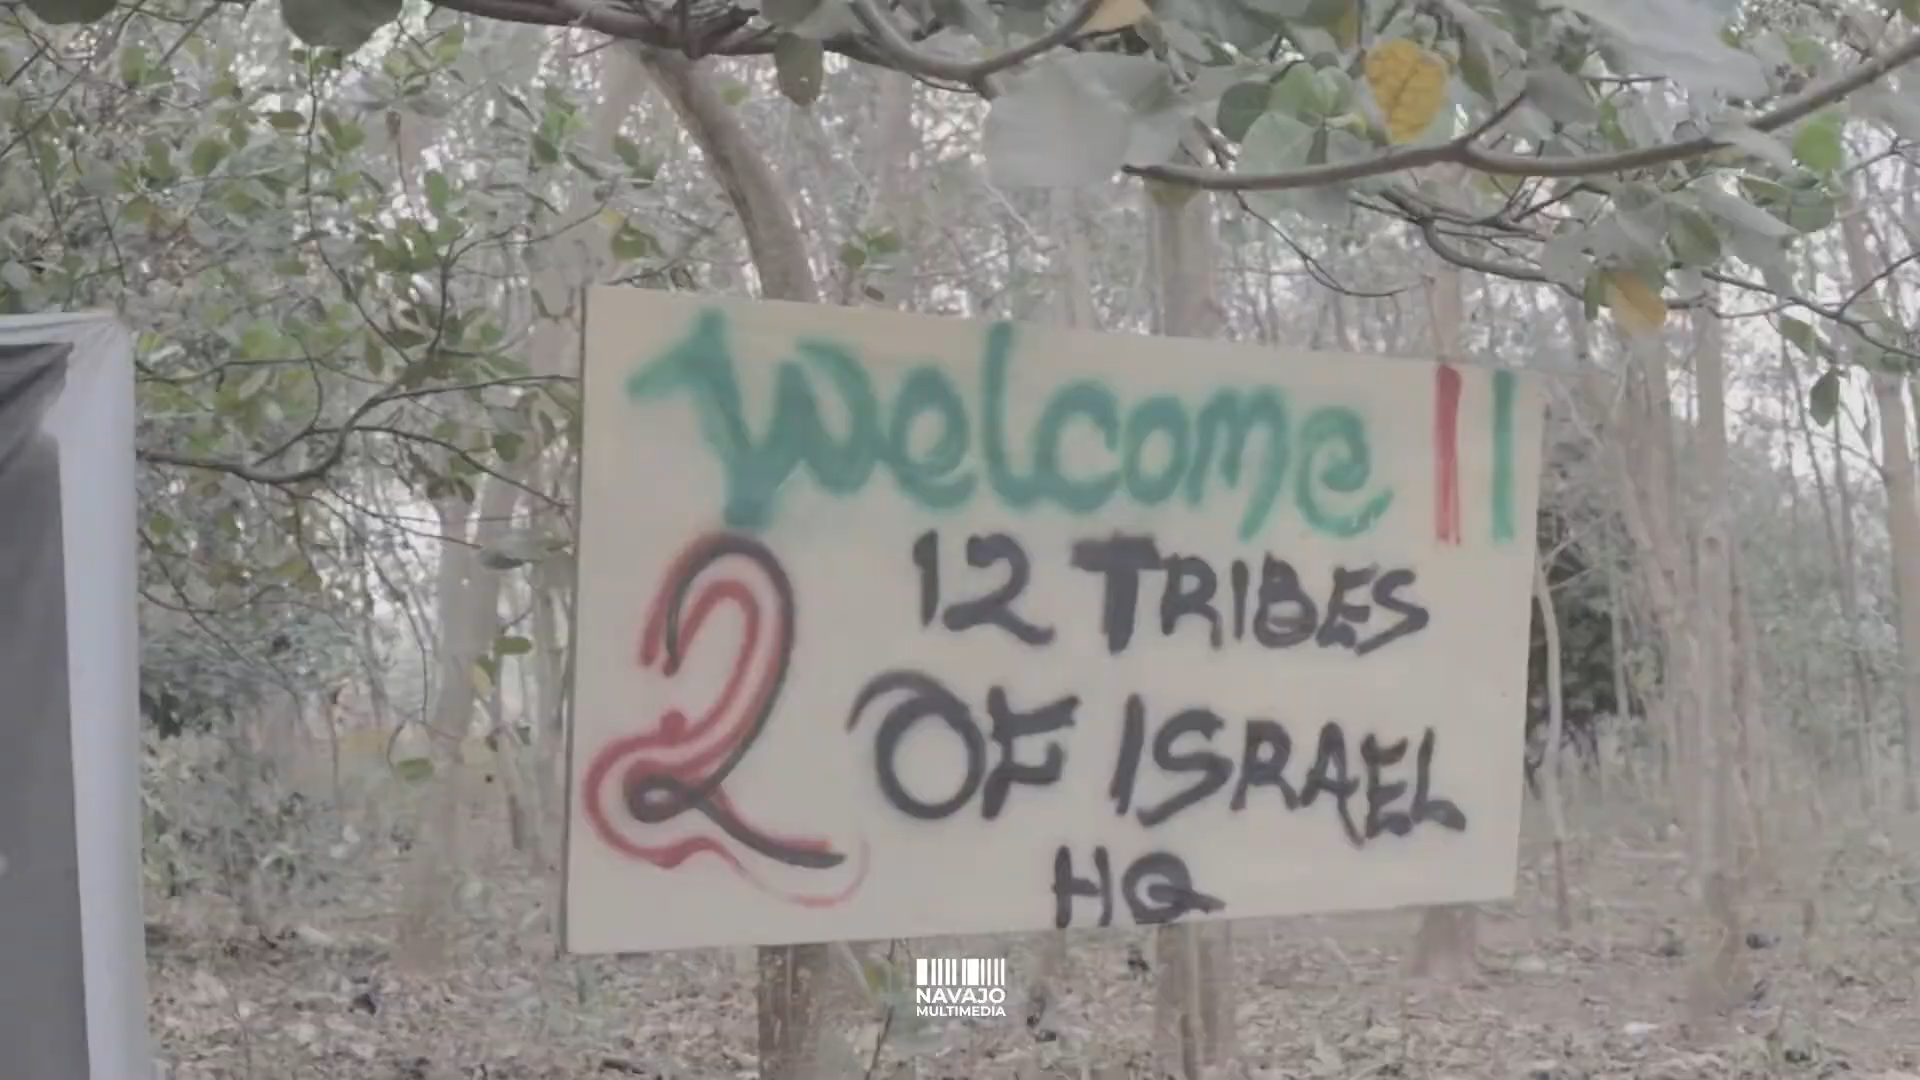 Welcome
2 12 TRIBES
OF ISRAEL
HQ
NAVAJO
MULTIMEDIA